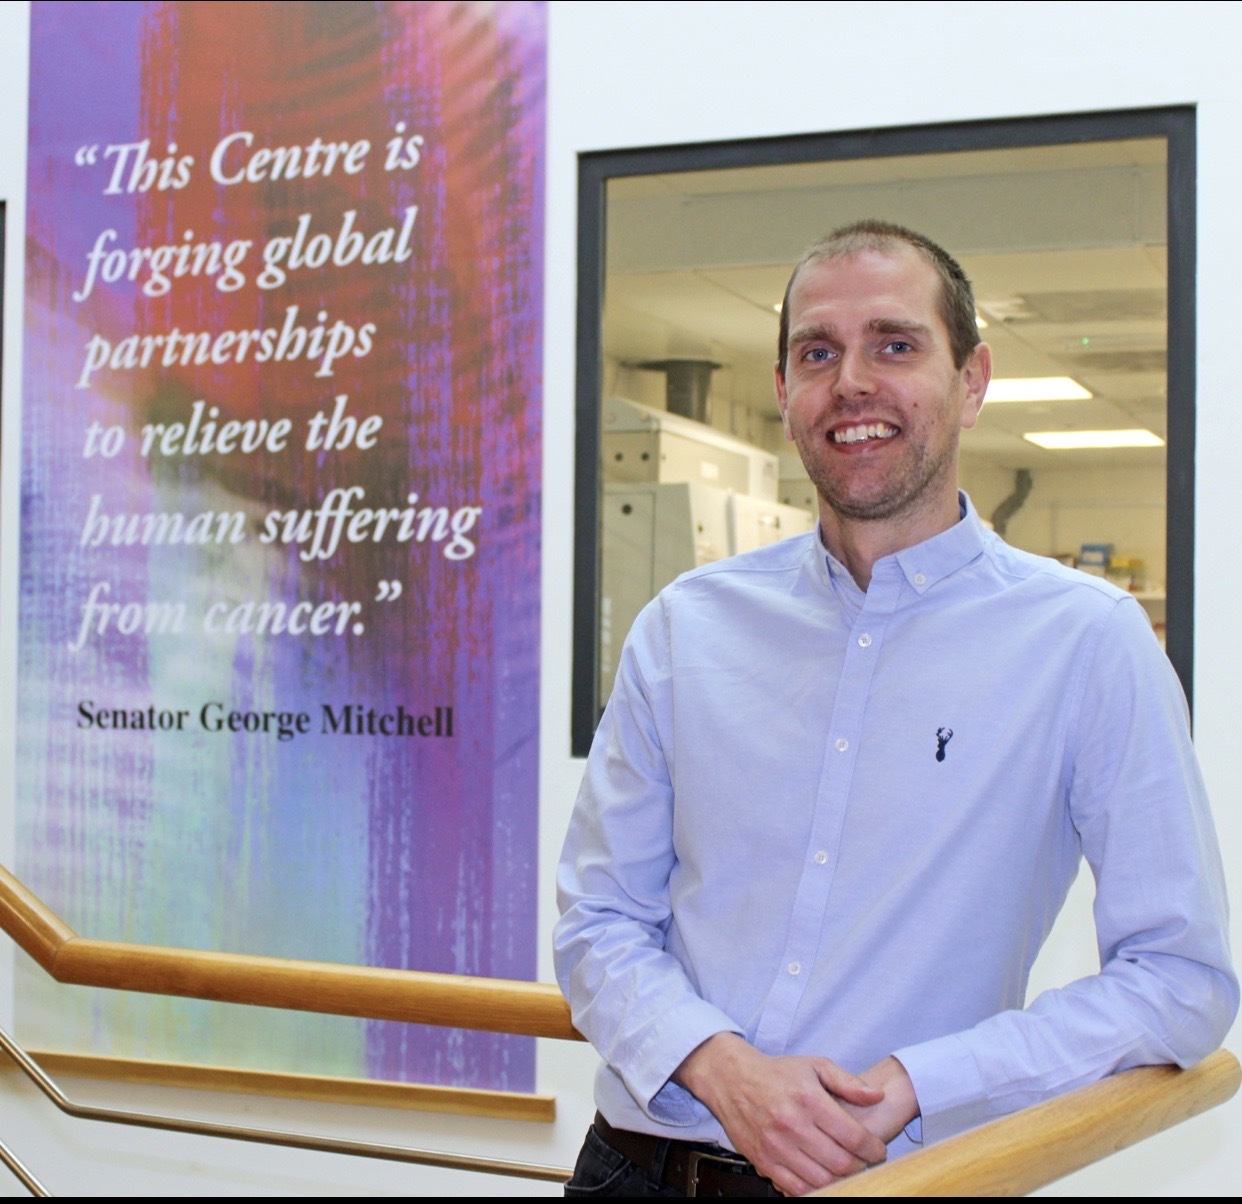 “This Centre is
forging global
partnerships
to relieve the
human suffering
from cancer.”
Senator George Mitchell